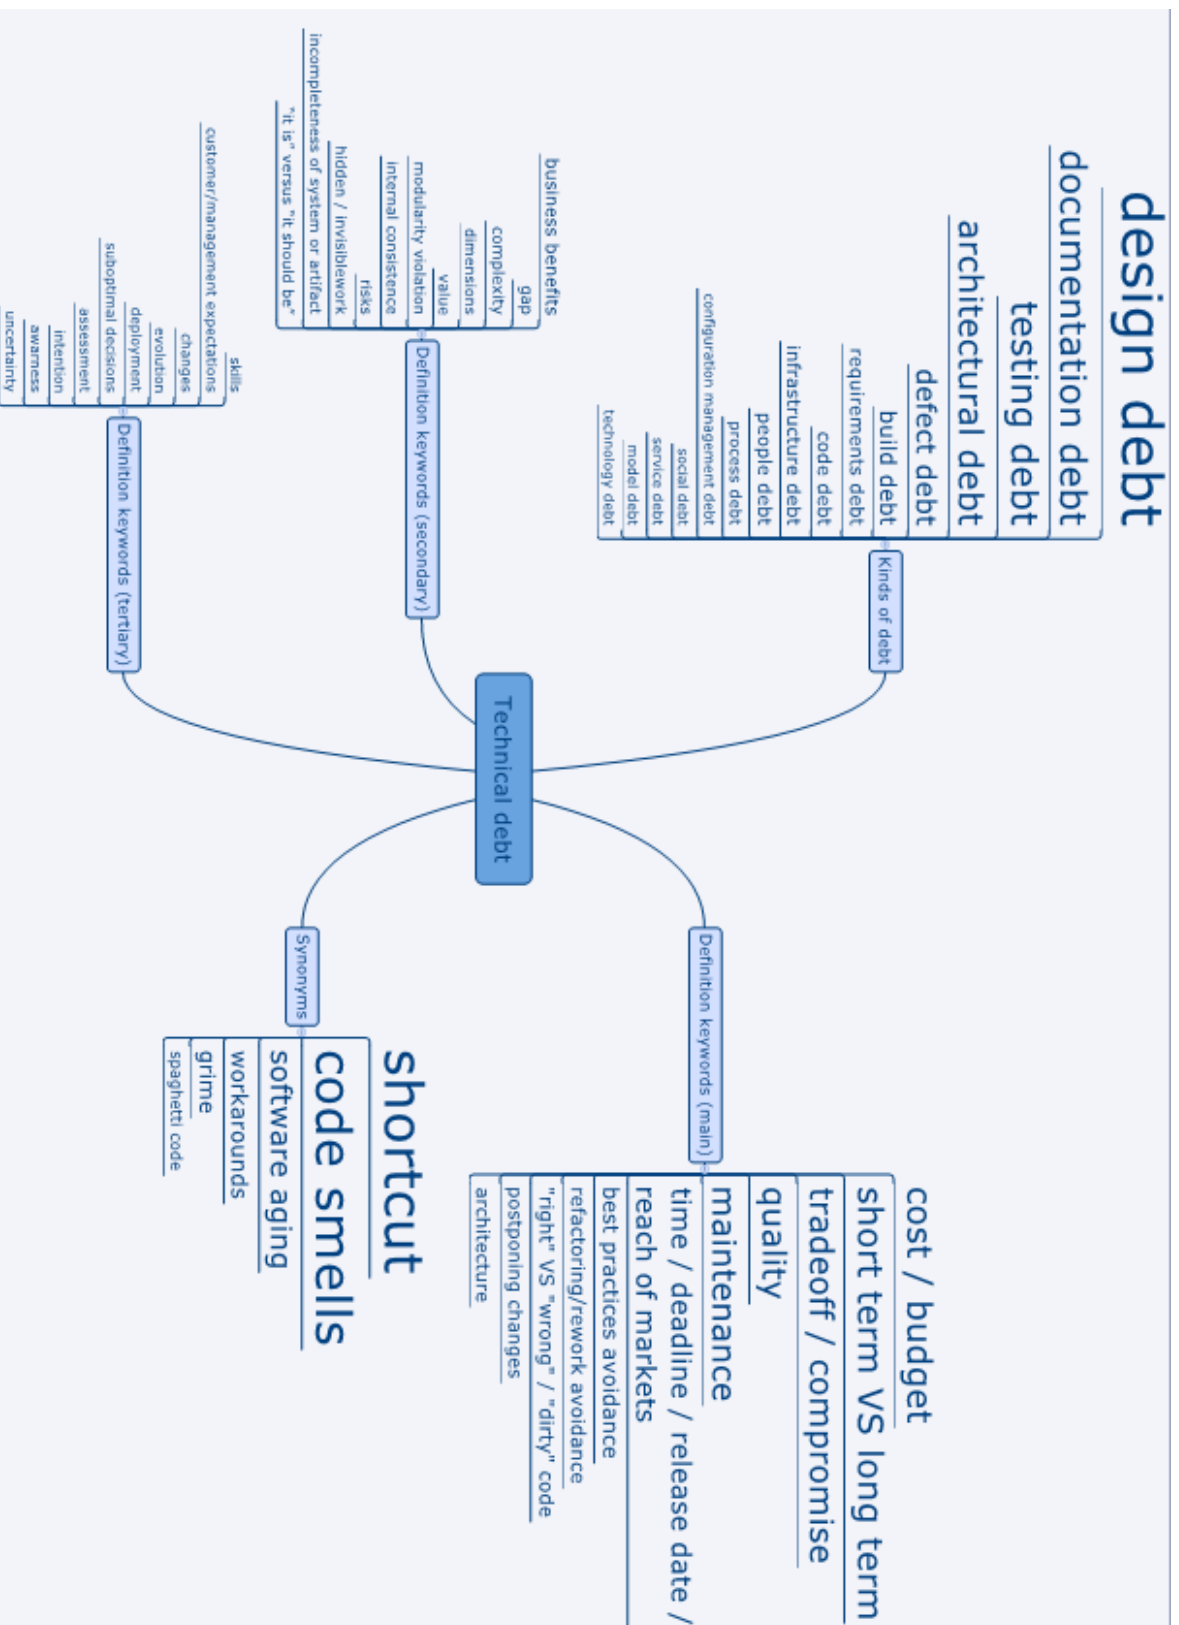 design debt
documentation debt
testing debt
architectural debt
defect debt
build debt
requirements debt
code debt
infrastructure debt
people debt
process debt
configuration management debt
social debt
service debt
model debt
technology debt
Kinds of debt
business benefits
gap
complexity
dimensions
value
modularity violation
internal consistence
risks
hidden / invisiblework
incompleteness of system or artifact
"it is" versus "it should be"
Definition keywords (secondary)
skills
customer/management expectations
changes
evolution
deployment
suboptimal decisions
assessment
intention
awarness
uncertainty
Definition keywords (tertiary)
Technical debt
Definition keywords (main)
cost / budget
short term VS long term
tradeoff / compromise
quality
maintenance
time / deadline / release date /
reach of markets
best practices avoidance
refactoring/rework avoidance
"right" VS "wrong" / "dirty" code
postponing changes
architecture
Synonyms
shortcut
code smells
software aging
workarounds
grime
spaghetti code